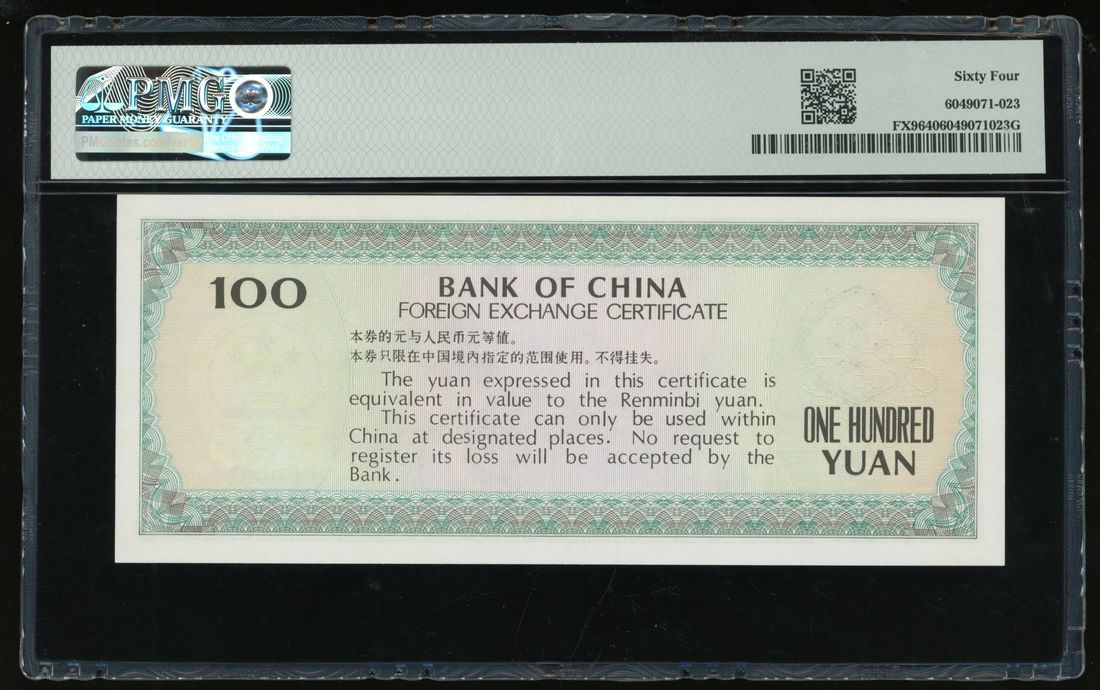 PMG
PAPER MONEY GUARANTY
PMGnotes.com/verify
Sixty Four
6049071-023
FX96406049071023G
100
BANK OF CHINA
FOREIGN EXCHANGE CERTIFICATE
本券的元与人民币元等值。
本券只限在中国境内指定的范围使用。不得挂失。
The yuan expressed in this certificate is
equivalent in value to the Renminbi yuan.
This certificate can only be used within
China at designated places. No request to
register its loss will be accepted by the
Bank.
ONE HUNDRED
YUAN